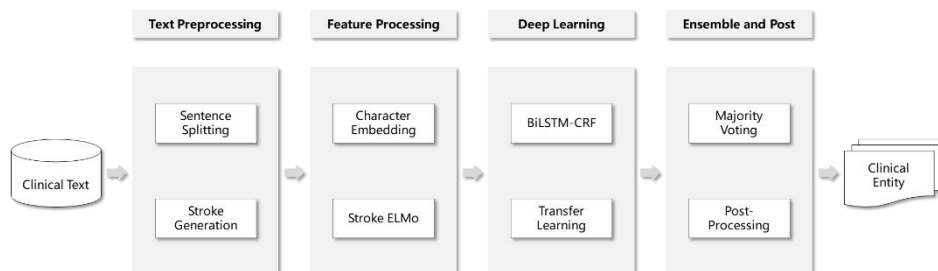 Text Preprocessing
Feature Processing
Deep Learning
Ensemble and Post
Clinical Text
Sentence
Splitting
Stroke
Generation
Character
Embedding
Stroke ELMo
BiLSTM-CRF
Transfer
Learning
Majority
Voting
Post-
Processing
Clinical
Entity